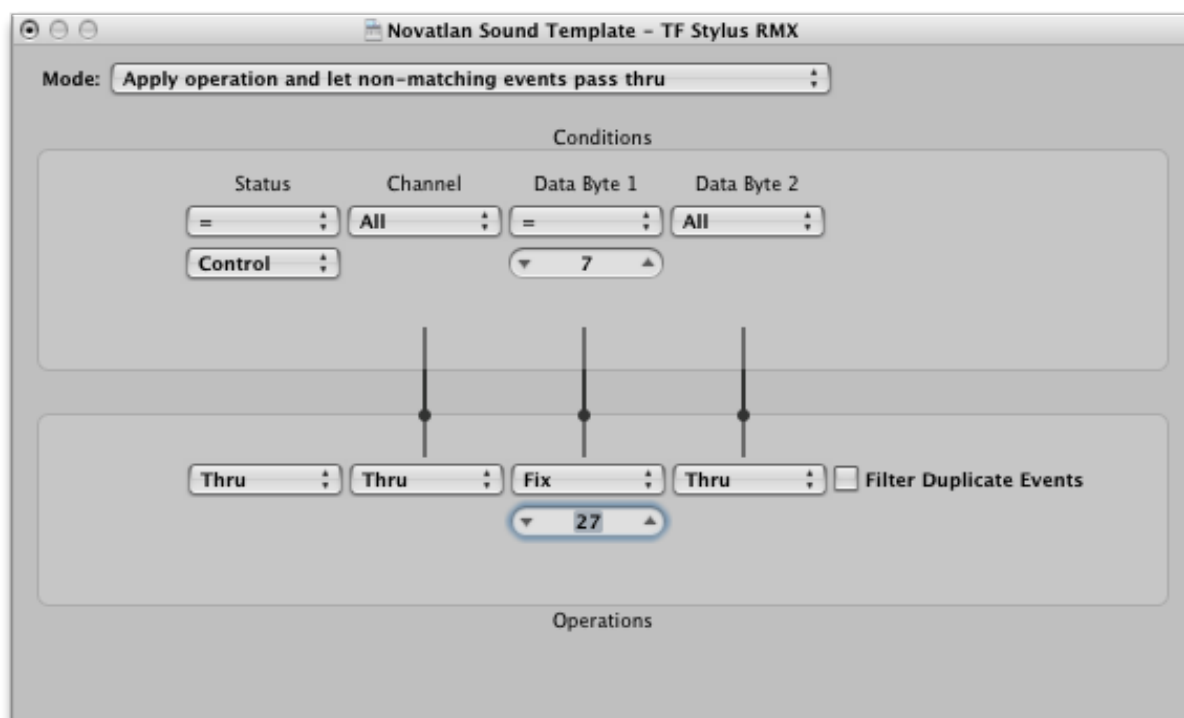 Novatlan Sound Template - TF Stylus RMX
Mode: Apply operation and let non-matching events pass thru
Conditions
Status Channel Data Byte 1 Data Byte 2
= All = All
Control 7
Thru Thru Fix Thru Filter Duplicate Events
27
Operations